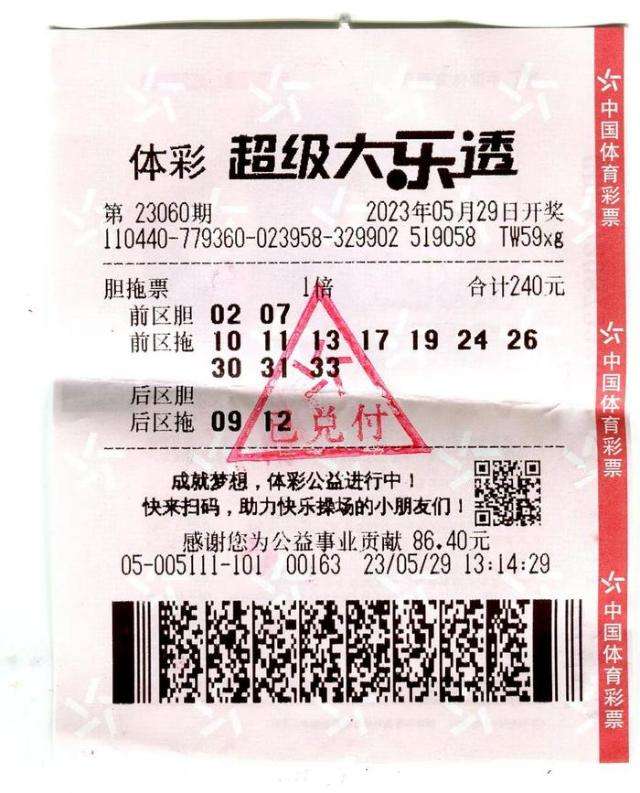 体彩 超级大乐透
第 23060期 2023年05月29日开奖
110440-779360-023958-329902 519058 TW59xg
胆拖票 1倍 合计240元
前区胆 02 07
前区拖 10 11 13 17 19 24 26
30 31 33
后区胆
后区拖 09 12
已兑付
成就梦想，体彩公益进行中！
快来扫码，助力快乐操场的小朋友们！
感谢您为公益事业贡献 86.40元
05-005111-101 00163 23/05/29 13:14:29
中国体育彩票
中国体育彩票
中国体育彩票